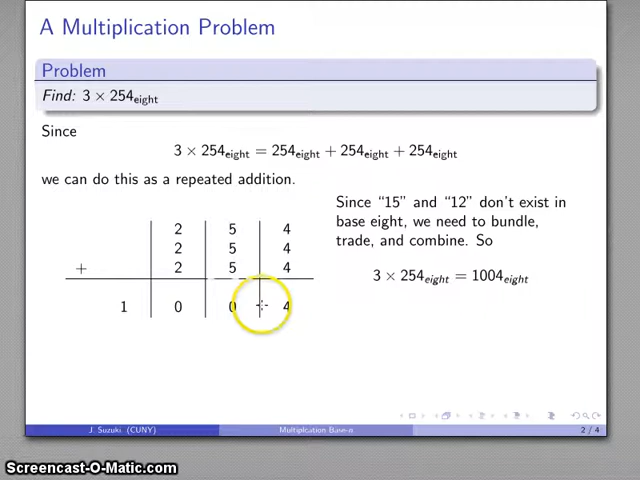 A Multiplication Problem
Problem
Find: 3 × 254eight
Since
3 × 254eight = 254eight + 254eight + 254eight
we can do this as a repeated addition.
2 5 4
2 5 4
+ 2 5 4
1 0 0 4
Since “15” and “12” don't exist in
base eight, we need to bundle,
trade, and combine. So
3 × 254eight = 1004eight
J. Suzuki (CUNY) Multiplication Base-n 2 / 4
Screencast-O-Matic.com